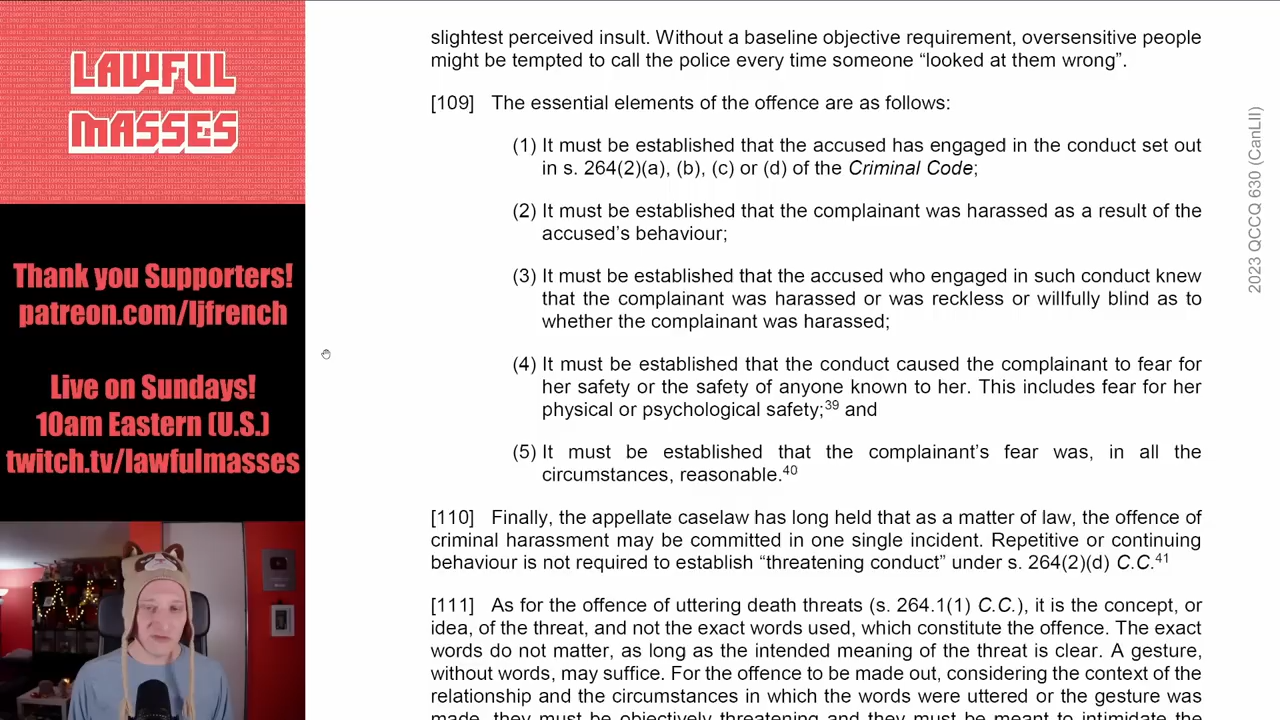 LAWFUL
MASSES
Thank you Supporters!
patreon.com/ljfrench
Live on Sundays!
10am Eastern (U.S.)
twitch.tv/lawfulmasses
slightest perceived insult. Without a baseline objective requirement, oversensitive people
might be tempted to call the police every time someone “looked at them wrong”.
[109] The essential elements of the offence are as follows:
(1) It must be established that the accused has engaged in the conduct set out
in s. 264(2)(a), (b), (c) or (d) of the Criminal Code;
(2) It must be established that the complainant was harassed as a result of the
accused’s behaviour;
(3) It must be established that the accused who engaged in such conduct knew
that the complainant was harassed or was reckless or willfully blind as to
whether the complainant was harassed;
(4) It must be established that the conduct caused the complainant to fear for
her safety or the safety of anyone known to her. This includes fear for her
physical or psychological safety;39 and
(5) It must be established that the complainant’s fear was, in all the
circumstances, reasonable.40
[110] Finally, the appellate caselaw has long held that as a matter of law, the offence of
criminal harassment may be committed in one single incident. Repetitive or continuing
behaviour is not required to establish “threatening conduct” under s. 264(2)(d) C.C.41
[111] As for the offence of uttering death threats (s. 264.1(1) C.C.), it is the concept, or
idea, of the threat, and not the exact words used, which constitute the offence. The exact
words do not matter, as long as the intended meaning of the threat is clear. A gesture,
without words, may suffice. For the offence to be made out, considering the context of the
relationship and the circumstances in which the words were uttered or the gesture was
made, they must be objectively threatening and they must be meant to intimidate the
2023 QCCQ 630 (CanLII)